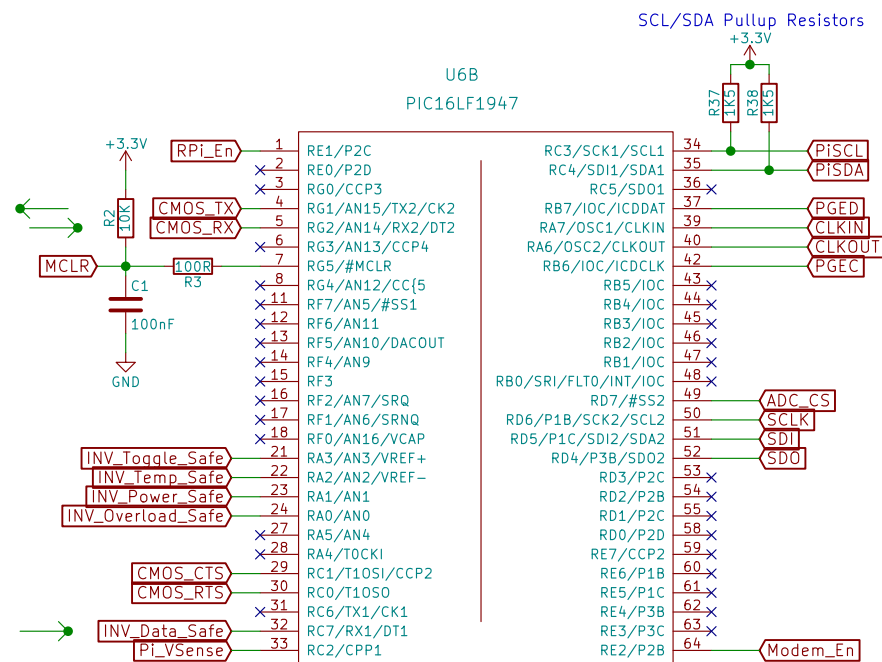 SCL/SDA Pullup Resistors
+3.3V
R37
1K5
R38
1K5
U6B
PIC16LF1947
+3.3V
R2
10K
MCLR
100R
R3
C1
100nF
GND
RPi_En 1 RE1/P2C
2 RE0/P2D
3 RG0/CCP3
CMOS_TX 4 RG1/AN15/TX2/CK2
CMOS_RX 5 RG2/AN14/RX2/DT2
6 RG3/AN13/CCP4
7 RG5/#MCLR
8 RG4/AN12/CC{5
11 RF7/AN5/#SS1
12 RF6/AN11
13 RF5/AN10/DACOUT
14 RF4/AN9
15 RF3
16 RF2/AN7/SRQ
17 RF1/AN6/SRNQ
18 RF0/AN16/VCAP
INV_Toggle_Safe 21 RA3/AN3/VREF+
INV_Temp_Safe 22 RA2/AN2/VREF-
INV_Power_Safe 23 RA1/AN1
INV_Overload_Safe 24 RA0/AN0
27 RA5/AN4
28 RA4/T0CKI
CMOS_CTS 29 RC1/T1OSI/CCP2
CMOS_RTS 30 RC0/T1OSO
31 RC6/TX1/CK1
INV_Data_Safe 32 RC7/RX1/DT1
Pi_VSense 33 RC2/CPP1
RC3/SCK1/SCL1 34 PiSCL
RC4/SDI1/SDA1 35 PiSDA
RC5/SDO1 36
RB7/IOC/ICDDAT 37 PGED
RA7/OSC1/CLKIN 39 CLKIN
RA6/OSC2/CLKOUT 40 CLKOUT
RB6/IOC/ICDCLK 42 PGEC
RB5/IOC 43
RB4/IOC 44
RB3/IOC 45
RB2/IOC 46
RB1/IOC 47
RB0/SRI/FLT0/INT/IOC 48
RD7/#SS2 49 ADC_CS
RD6/P1B/SCK2/SCL2 50 SCLK
RD5/P1C/SDI2/SDA2 51 SDI
RD4/P3B/SDO2 52 SDO
RD3/P2C 53
RD2/P2B 54
RD1/P2C 55
RD0/P2D 58
RE7/CCP2 59
RE6/P1B 60
RE5/P1C 61
RE4/P3B 62
RE3/P3C 63
RE2/P2B 64 Modem_En